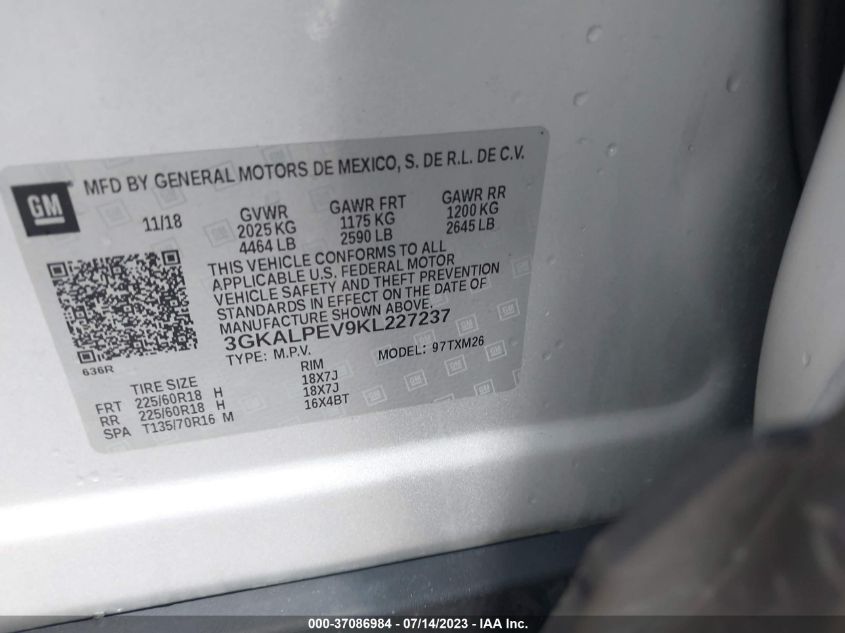 GM
MFD BY GENERAL MOTORS DE MEXICO, S. DE R.L. DE C.V.
11/18 GVWR GAWR FRT GAWR RR
2025 KG 1175 KG 1200 KG
4464 LB 2590 LB 2645 LB
THIS VEHICLE CONFORMS TO ALL
APPLICABLE U.S. FEDERAL MOTOR
VEHICLE SAFETY AND THEFT PREVENTION
STANDARDS IN EFFECT ON THE DATE OF
MANUFACTURE SHOWN ABOVE.
3GKALPEV9KL227237
TYPE: M.P.V. MODEL: 97TXM26
636R
TIRE SIZE RIM
FRT 225/60R18 H 18X7J
RR 225/60R18 H 18X7J
SPA T135/70R16 M 16X4BT
000-37086984 - 07/14/2023 - IAA Inc.